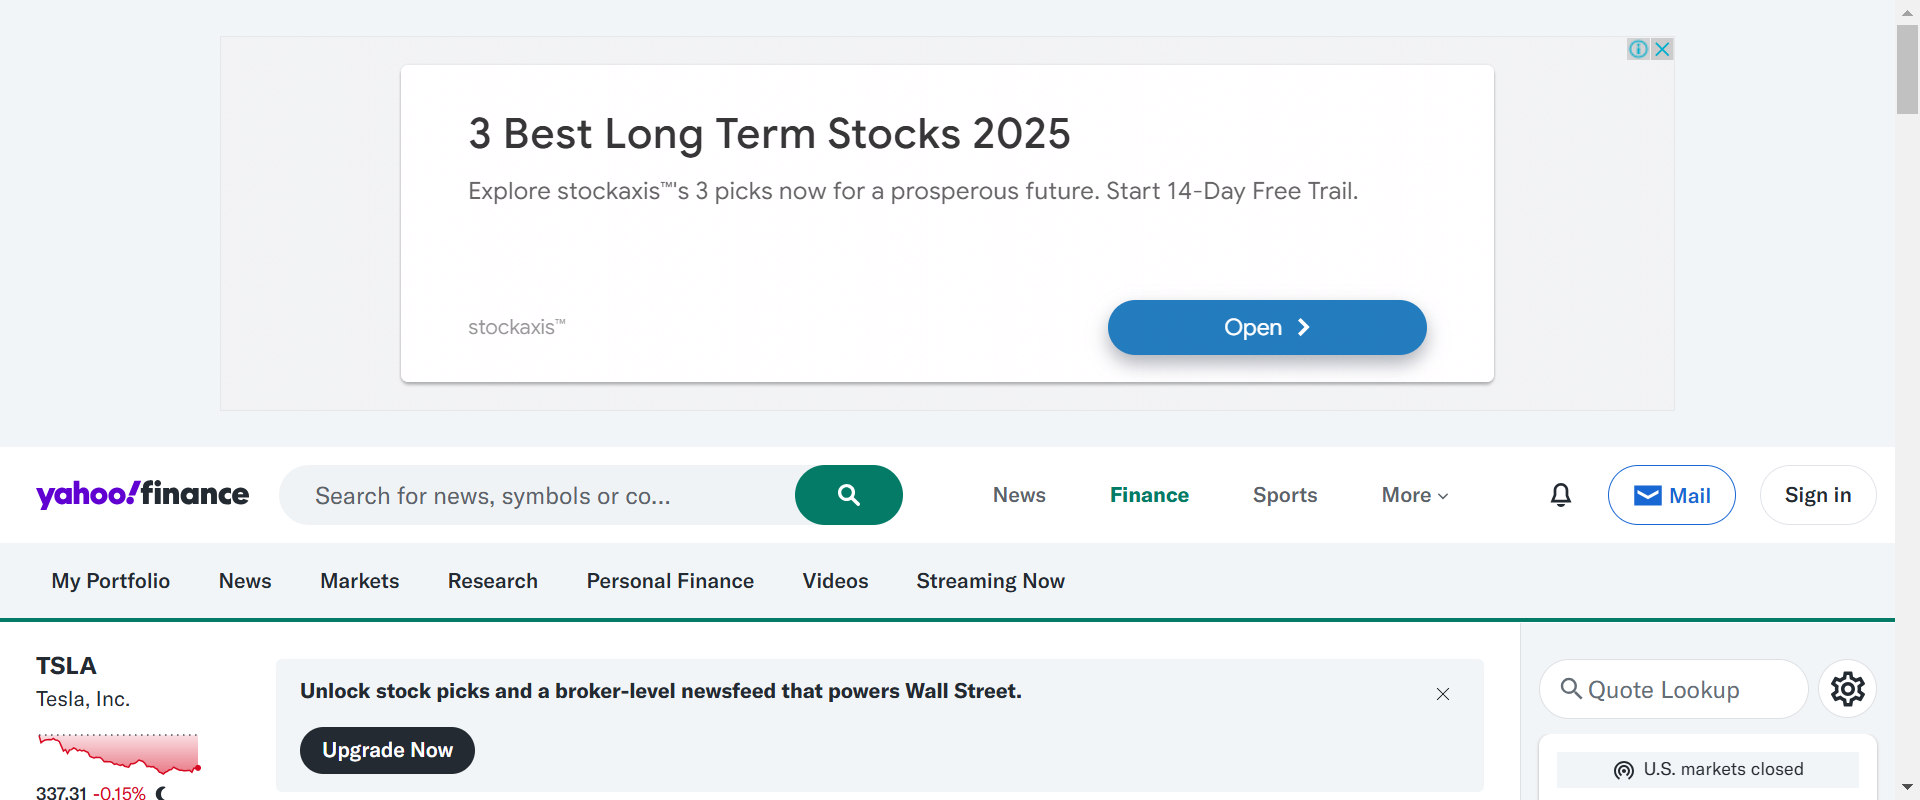 3 Best Long Term Stocks 2025
Explore stockaxis™'s 3 picks now for a prosperous future. Start 14-Day Free Trail.
stockaxis™
Open
yahoo!finance
Search for news, symbols or co...
News
Finance
Sports
More
Mail
Sign in
My Portfolio
News
Markets
Research
Personal Finance
Videos
Streaming Now
TSLA
Tesla, Inc.
337.31 -0.15%
Unlock stock picks and a broker-level newsfeed that powers Wall Street.
Upgrade Now
Quote Lookup
U.S. markets closed